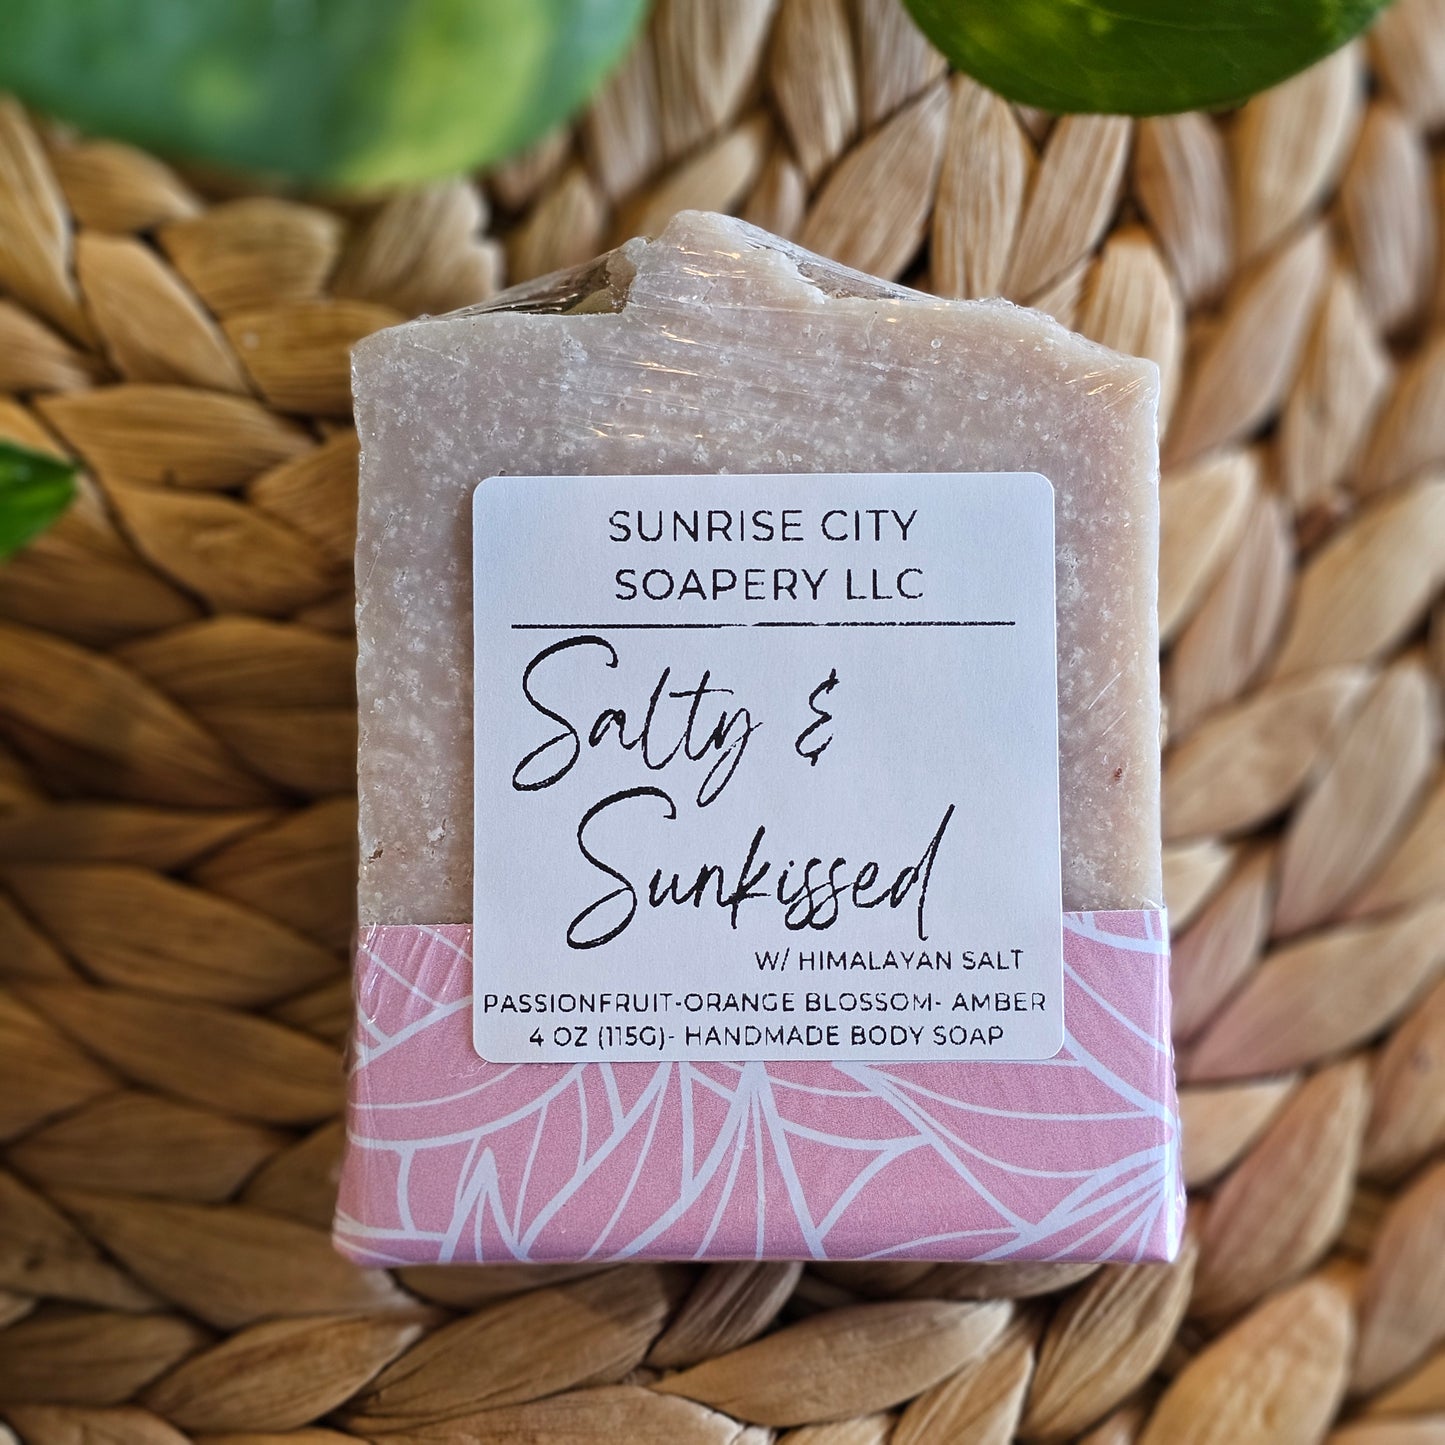 SUNRISE CITY
SOAPERY LLC
Salty &
Sunkissed
W/ HIMALAYAN SALT
PASSIONFRUIT-ORANGE BLOSSOM- AMBER
4 OZ (115G)- HANDMADE BODY SOAP